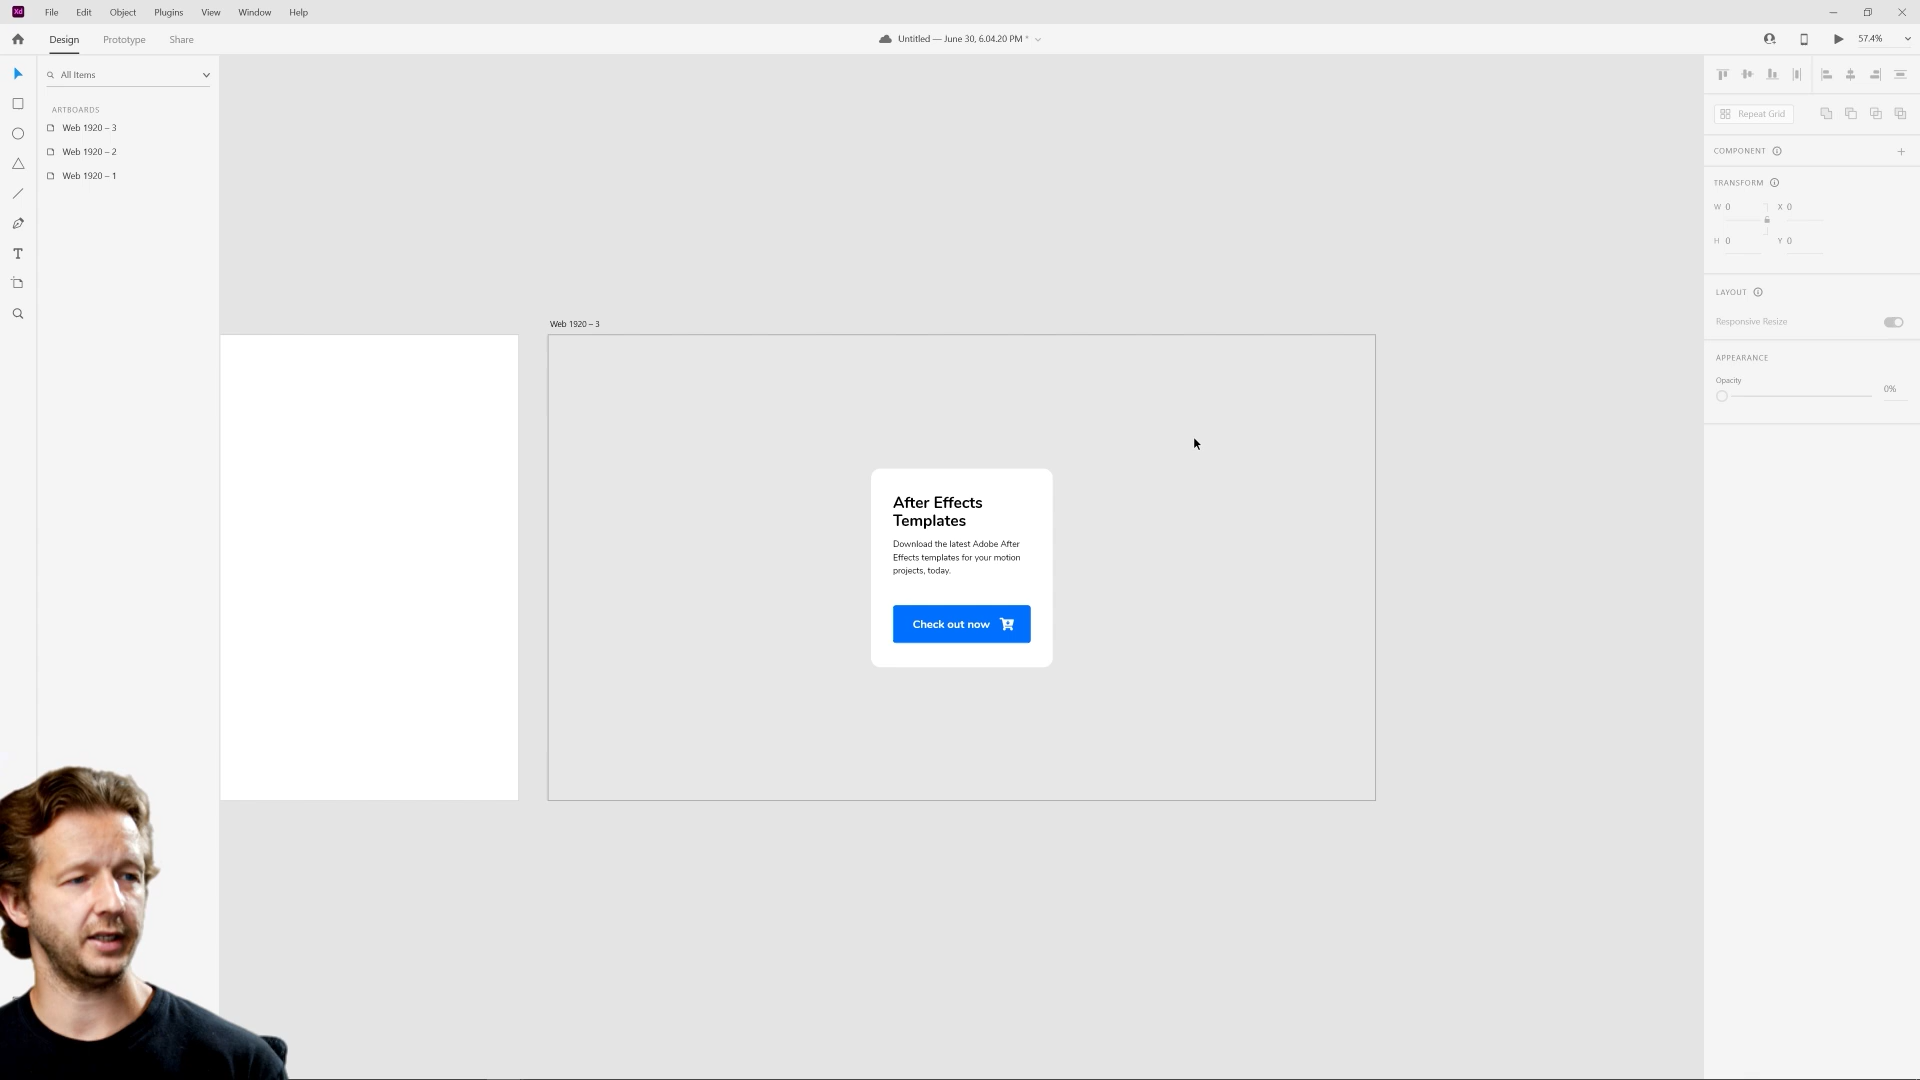 Xd File Edit Object Plugins View Window Help
Design Prototype Share
Untitled — June 30, 6.04.20 PM *
57.4%
All Items
ARTBOARDS
Web 1920 – 3
Web 1920 – 2
Web 1920 – 1
Web 1920 – 3
After Effects
Templates
Download the latest Adobe After
Effects templates for your motion
projects, today.
Check out now
Repeat Grid
COMPONENT
TRANSFORM
W 0 X 0
H 0 Y 0
LAYOUT
Responsive Resize
APPEARANCE
Opacity
0%